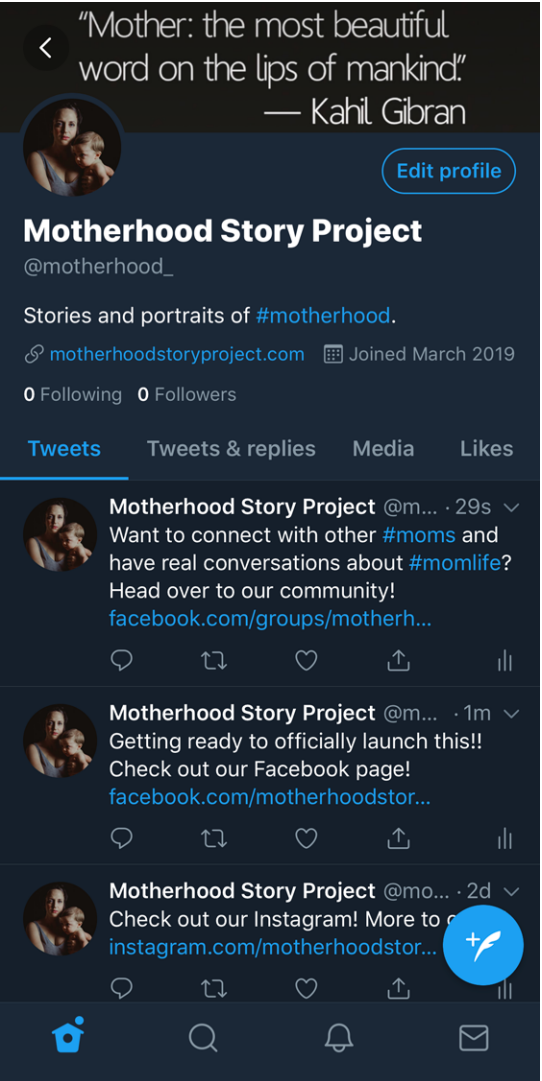 “Mother: the most beautiful
word on the lips of mankind.”
— Kahil Gibran
Edit profile
Motherhood Story Project
@motherhood_
Stories and portraits of #motherhood.
motherhoodstoryproject.com Joined March 2019
0 Following 0 Followers
Tweets Tweets & replies Media Likes
Motherhood Story Project @m... · 29s
Want to connect with other #moms and
have real conversations about #momlife?
Head over to our community!
facebook.com/groups/motherh...
Motherhood Story Project @m... · 1m
Getting ready to officially launch this!!
Check out our Facebook page!
facebook.com/motherhoodstor...
Motherhood Story Project @mo... · 2d
Check out our Instagram! More to
instagram.com/motherhoodstor...